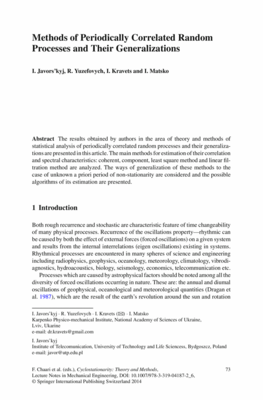 Methods of Periodically Correlated Random
Processes and Their Generalizations
I. Javors'kyj, R. Yuzefovych, I. Kravets and I. Matsko
Abstract The results obtained by authors in the area of theory and methods of
statistical analysis of periodically correlated random processes and their generaliza-
tions are presented in this article. The main methods for estimation of their correlation
and spectral characteristics: coherent, component, least square method and linear fil-
tration method are analyzed. The ways of generalization of these methods to the
case of unknown a priori period of non-stationarity are considered and the possible
algorithms of its estimation are presented.
1 Introduction
Both rough recurrence and stochastic are characteristic feature of time changeability
of many physical processes. Recurrence of the oscillations property—rhythmic can
be caused by both the effect of external forces (forced oscillations) on a given system
and results from the internal interrelations (eigen oscillations) existing in systems.
Rhythmical processes are encountered in many spheres of science and engineering
including radiophysics, geophysics, oceanology, meteorology, climatology, vibrodi-
agnostics, hydroacoustics, biology, seismology, economics, telecommunication etc.
Processes which are caused by astrophysical factors should be noted among all the
diversity of forced oscillations occurring in nature. These are: the annual and diurnal
oscillations of geophysical, oceanological and meteorological quantities (Dragan et
al. 1987), which are the result of the earth's revolution around the sun and rotation
I. Javors'kyj · R. Yuzefovych · I. Kravets (✉) · I. Matsko
Karpenko Physico-mechanical Institute, National Academy of Sciences of Ukraine,
Lviv, Ukraine
e-mail: dr.kravets@gmail.com
I. Javors'kyj
Institute of Telecommunication, University of Technology and Life Sciences, Bydgoszcz, Poland
e-mail: javor@utp.edu.pl
F. Chaari et al. (eds.), Cyclostationarity: Theory and Methods,
73
Lecture Notes in Mechanical Engineering, DOI: 10.1007/978-3-319-04187-2_6,
© Springer International Publishing Switzerland 2014